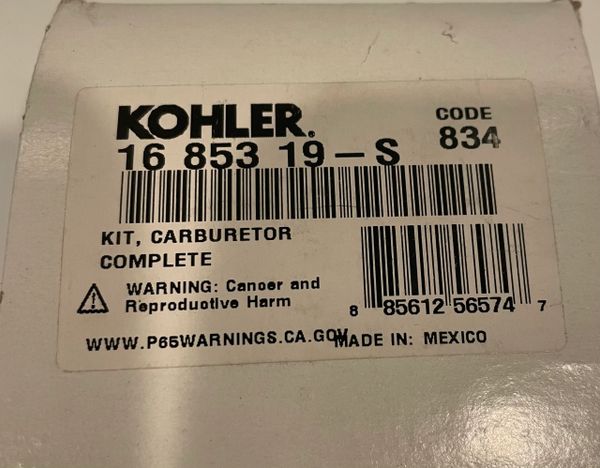 KOHLER.
CODE
834
16 853 19-S
KIT, CARBURETOR
COMPLETE
WARNING: Cancer and
Reproductive Harm
8 85612 56574 7
WWW.P65WARNINGS.CA.GOV
MADE IN: MEXICO